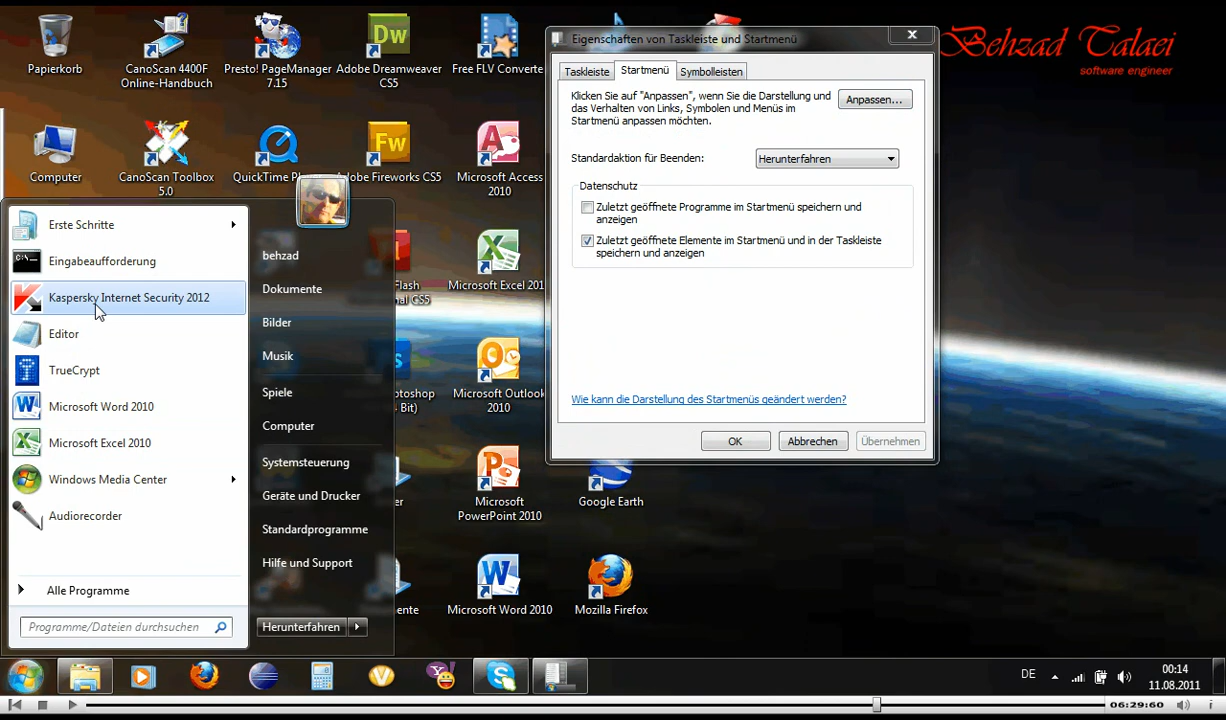 Papierkorb
CanoScan 4400F
Online-Handbuch
Presto! PageManager
7.15
Adobe Dreamweaver
CS5
Free FLV Converte
Computer
CanoScan Toolbox
5.0
QuickTime
Adobe Fireworks CS5
Microsoft Access
2010
Flash
CS5
Microsoft Excel 201
otoshop
Bit)
Microsoft Outlook
2010
Microsoft
PowerPoint 2010
Google Earth
Microsoft Word 2010
Mozilla Firefox
Behzad Talaei
software engineer
Eigenschaften von Taskleiste und Startmenü
Taskleiste
Startmenü
Symbolleisten
Klicken Sie auf "Anpassen", wenn Sie die Darstellung und
das Verhalten von Links, Symbolen und Menüs im
Startmenü anpassen möchten.
Anpassen...
Standardaktion für Beenden:
Herunterfahren
Datenschutz
Zuletzt geöffnete Programme im Startmenü speichern und
anzeigen
Zuletzt geöffnete Elemente im Startmenü und in der Taskleiste
speichern und anzeigen
Wie kann die Darstellung des Startmenüs geändert werden?
OK
Abbrechen
Übernehmen
Erste Schritte
Eingabeaufforderung
Kaspersky Internet Security 2012
Editor
TrueCrypt
Microsoft Word 2010
Microsoft Excel 2010
Windows Media Center
Audiorecorder
Alle Programme
Programme/Dateien durchsuchen
behzad
Dokumente
Bilder
Musik
Spiele
Computer
Systemsteuerung
Geräte und Drucker
Standardprogramme
Hilfe und Support
Herunterfahren
DE
00:14
11.08.2011
06:29:60